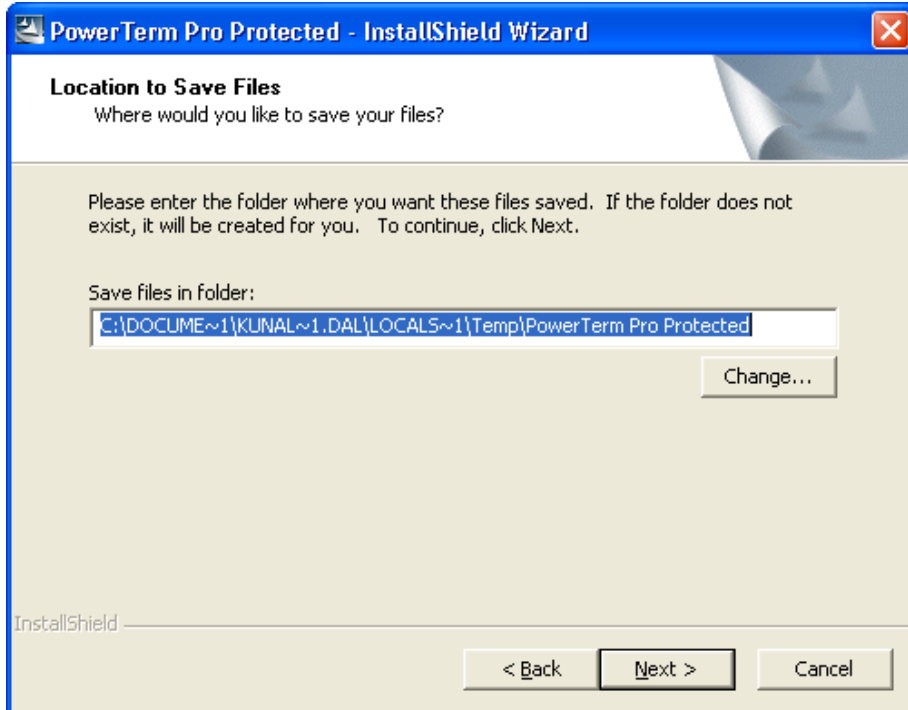 PowerTerm Pro Protected - InstallShield Wizard
Location to Save Files
Where would you like to save your files?
Please enter the folder where you want these files saved.  If the folder does not
exist, it will be created for you.   To continue, click Next.
Save files in folder:
C:\DOCUME~1\KUNAL~1.DAL\LOCALS~1\Temp\PowerTerm Pro Protected
Change...
InstallShield
< Back
Next >
Cancel